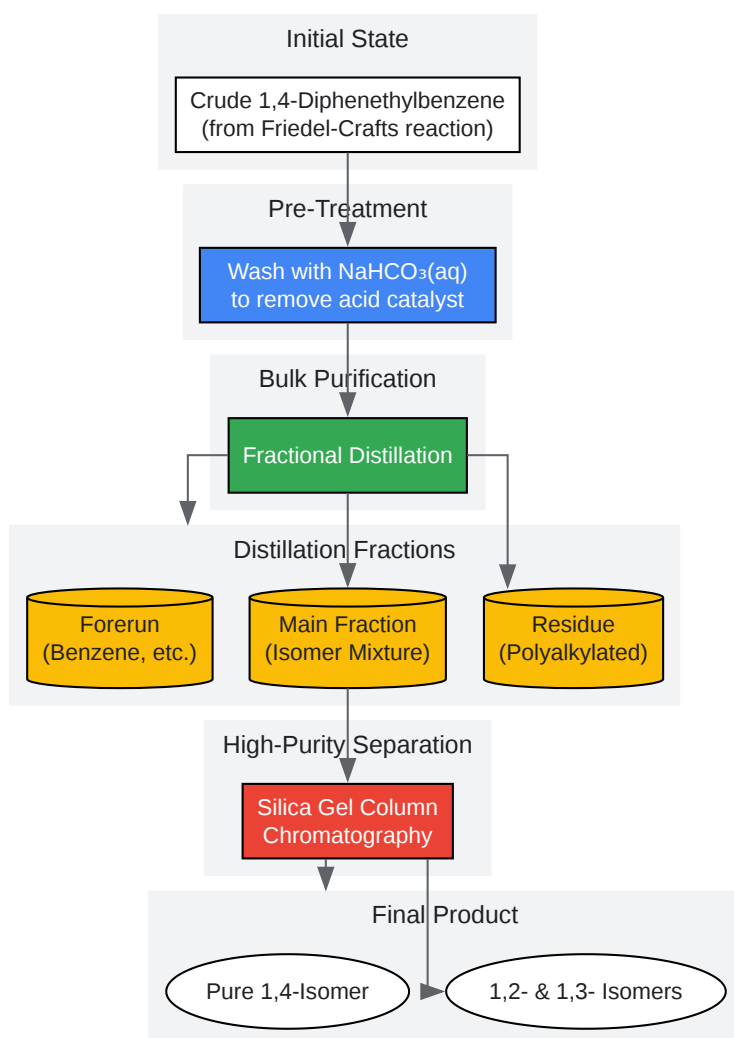 Initial State
Crude 1,4-Diphenethylbenzene
(from Friedel-Crafts reaction)
Pre-Treatment
Wash with NaHCO₃(aq)
to remove acid catalyst
Bulk Purification
Fractional Distillation
Distillation Fractions
Forerun
(Benzene, etc.)
Main Fraction
(Isomer Mixture)
Residue
(Polyalkylated)
High-Purity Separation
Silica Gel Column
Chromatography
Final Product
Pure 1,4-Isomer
1,2- & 1,3- Isomers